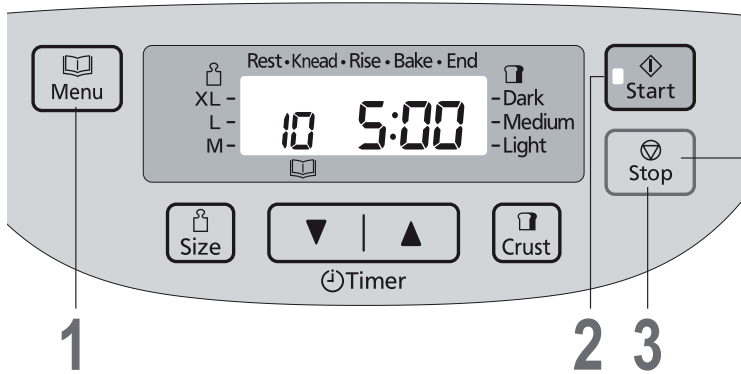 Menu
Rest • Knead • Rise • Bake • End
XL –
L –
M –
10 5:00
– Dark
– Medium
– Light
Start
Stop
Size
Timer
Crust
1
2
3